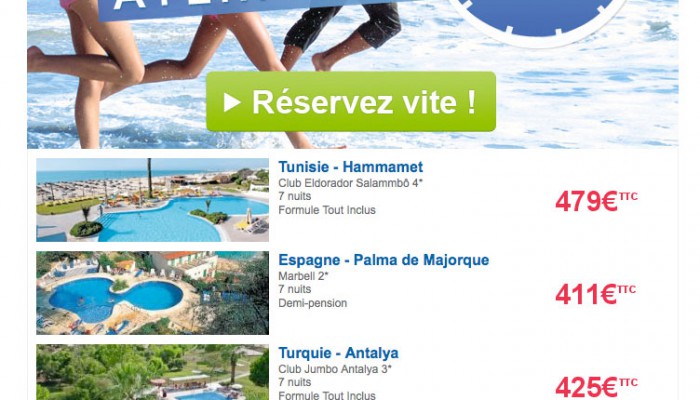 ▶ Réservez vite !
Tunisie - Hammamet
Club Eldorador Salammbô 4*
7 nuits
Formule Tout Inclus
479€TTC
Espagne - Palma de Majorque
Marbell 2*
7 nuits
Demi-pension
411€TTC
Turquie - Antalya
Club Jumbo Antalya 3*
7 nuits
Formule Tout Inclus
425€TTC